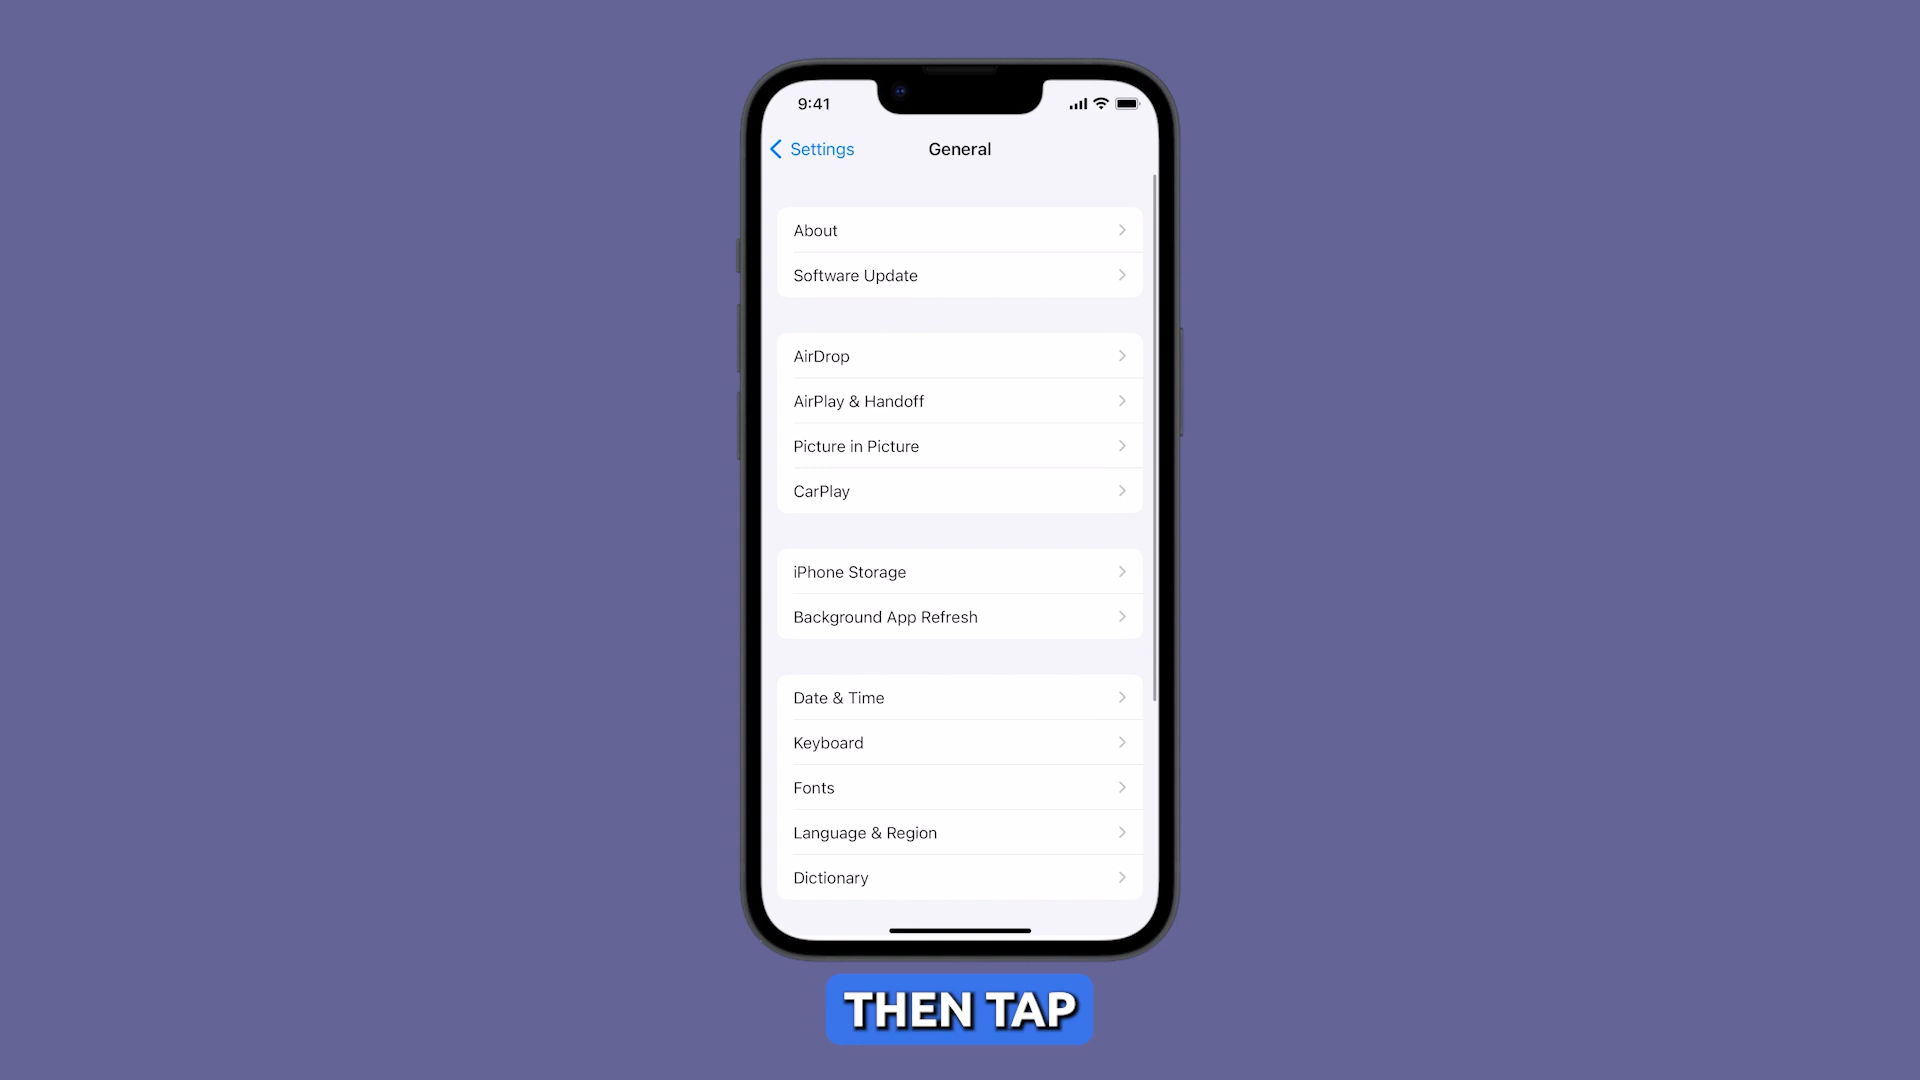 9:41
Settings
General
About
Software Update
AirDrop
AirPlay & Handoff
Picture in Picture
CarPlay
iPhone Storage
Background App Refresh
Date & Time
Keyboard
Fonts
Language & Region
Dictionary
THEN TAP